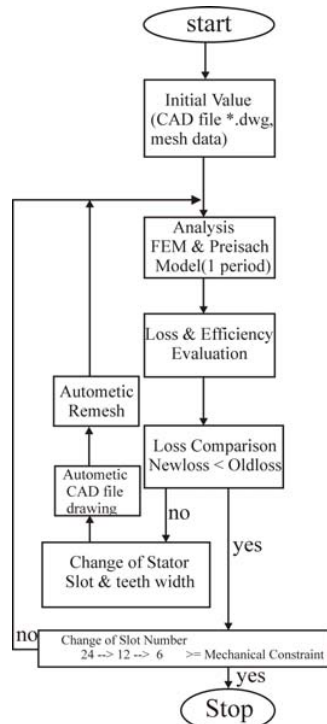 start
Initial Value
(CAD file *.dwg,
mesh data)
Analysis
FEM & Preisach
Model(1 period)
Loss & Efficiency
Evaluation
Loss Comparison
Newloss < Oldloss
no
yes
Change of Stator
Slot & teeth width
Autometic
CAD file
drawing
Autometic
Remesh
Change of Slot Number
24 --> 12 --> 6 >= Mechanical Constraint
no
yes
Stop